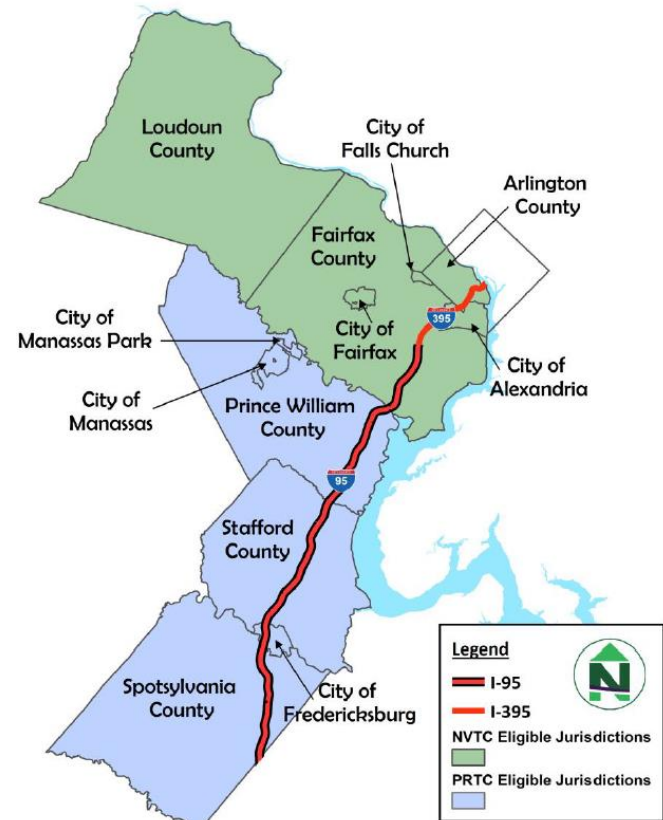 Loudoun
County
City of
Falls Church
Arlington
County
Fairfax
County
City of
Fairfax
395
City of
Alexandria
City of
Manassas Park
City of
Manassas
Prince William
County
95
Stafford
County
Spotsylvania
County
City of
Fredericksburg
Legend
N
I-95
I-395
NVTC Eligible Jurisdictions
PRTC Eligible Jurisdictions